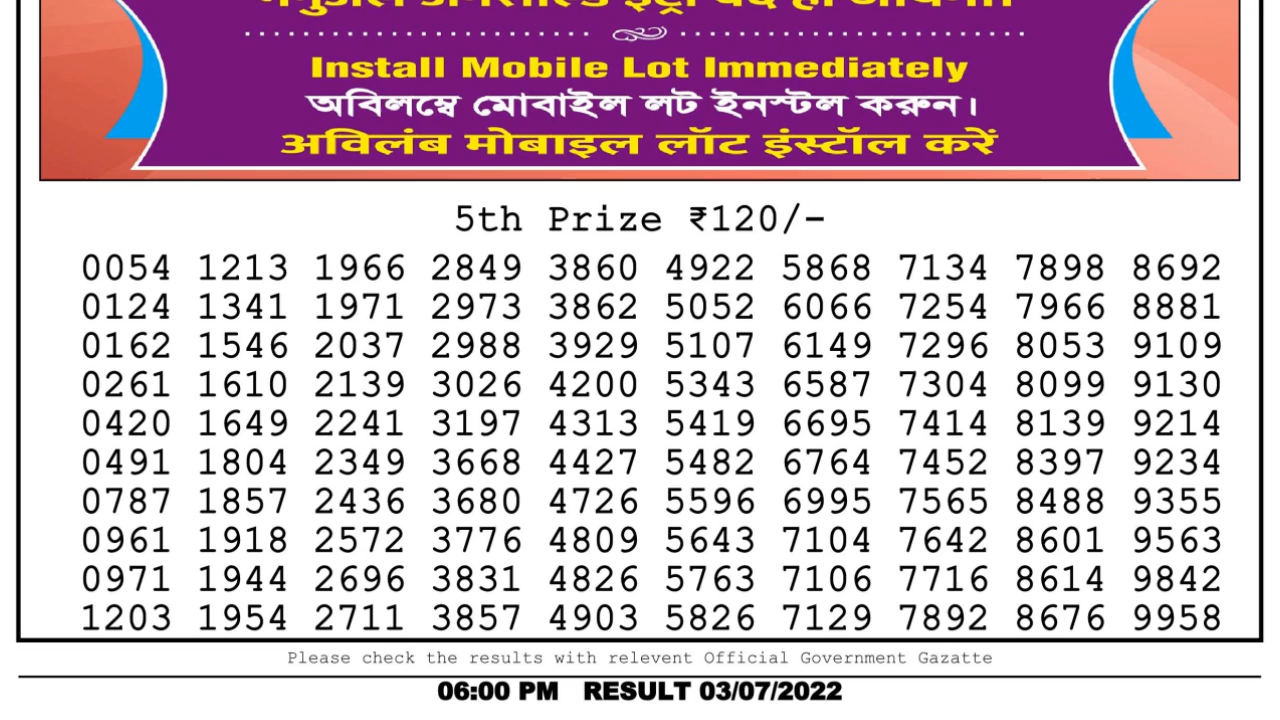 Install Mobile Lot Immediately
অবিলম্বে মোবাইল লট ইনস্টল করুন।
अविलंब मोबाइल लॉट इंस्टॉल करें
5th Prize ₹120/-
0054 1213 1966 2849 3860 4922 5868 7134 7898 8692
0124 1341 1971 2973 3862 5052 6066 7254 7966 8881
0162 1546 2037 2988 3929 5107 6149 7296 8053 9109
0261 1610 2139 3026 4200 5343 6587 7304 8099 9130
0420 1649 2241 3197 4313 5419 6695 7414 8139 9214
0491 1804 2349 3668 4427 5482 6764 7452 8397 9234
0787 1857 2436 3680 4726 5596 6995 7565 8488 9355
0961 1918 2572 3776 4809 5643 7104 7642 8601 9563
0971 1944 2696 3831 4826 5763 7106 7716 8614 9842
1203 1954 2711 3857 4903 5826 7129 7892 8676 9958
Please check the results with relevent Official Government Gazatte
06:00 PM RESULT 03/07/2022